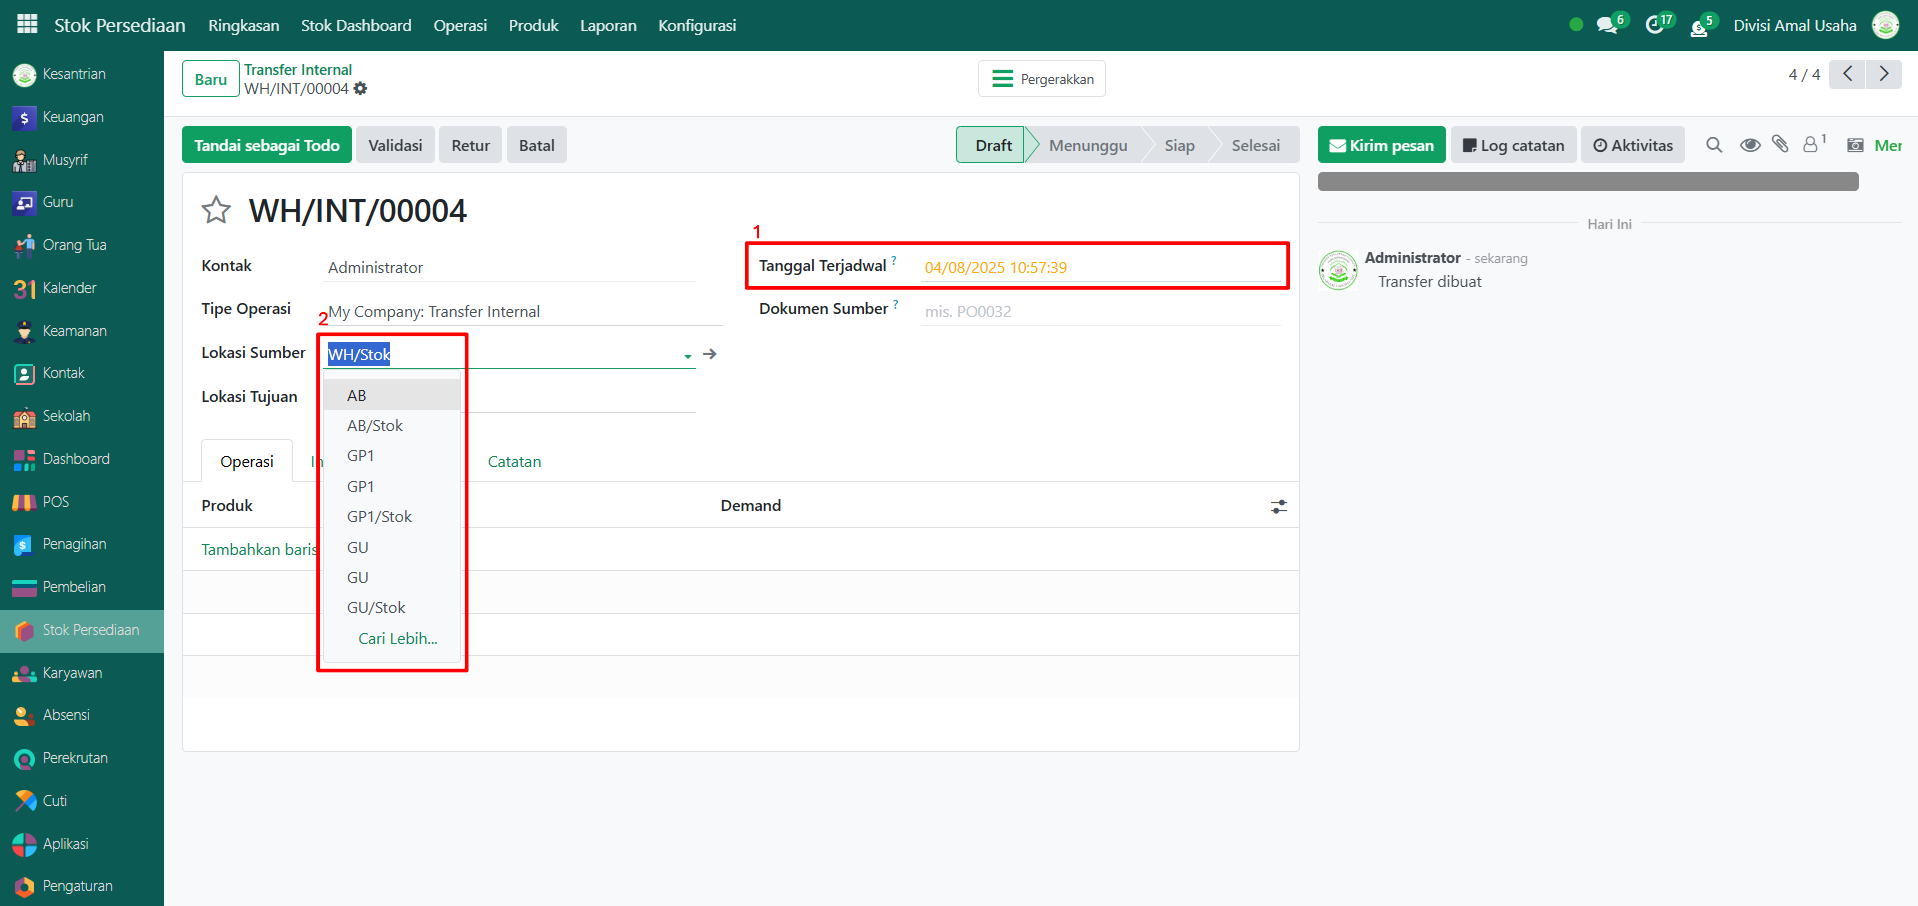 Stok Persediaan Ringkasan Stok Dashboard Operasi Produk Laporan Konfigurasi 6 17 5 Divisi Amal Usaha
Kesantrian
Keuangan
Musyrif
Guru
Orang Tua
31 Kalender
Keamanan
Kontak
Sekolah
Dashboard
POS
Penagihan
Pembelian
Stok Persediaan
Karyawan
Absensi
Perekrutan
Cuti
Aplikasi
Pengaturan
Baru
Transfer Internal
WH/INT/00004
Pergerakkan
4 / 4
Tandai sebagai Todo Validasi Retur Batal
Draft Menunggu Siap Selesai
WH/INT/00004
Kontak Administrator
1
Tanggal Terjadwal ? 04/08/2025 10:57:39
Tipe Operasi My Company: Transfer Internal
Dokumen Sumber ? mis. PO0032
2
Lokasi Sumber WH/Stok
Lokasi Tujuan
AB
AB/Stok
GP1
GP1
GP1/Stok
GU
GU
GU/Stok
Cari Lebih...
Operasi In Catatan
Produk Demand
Tambahkan baris
Kirim pesan Log catatan Aktivitas 1 Mer
Hari Ini
Administrator - sekarang
Transfer dibuat